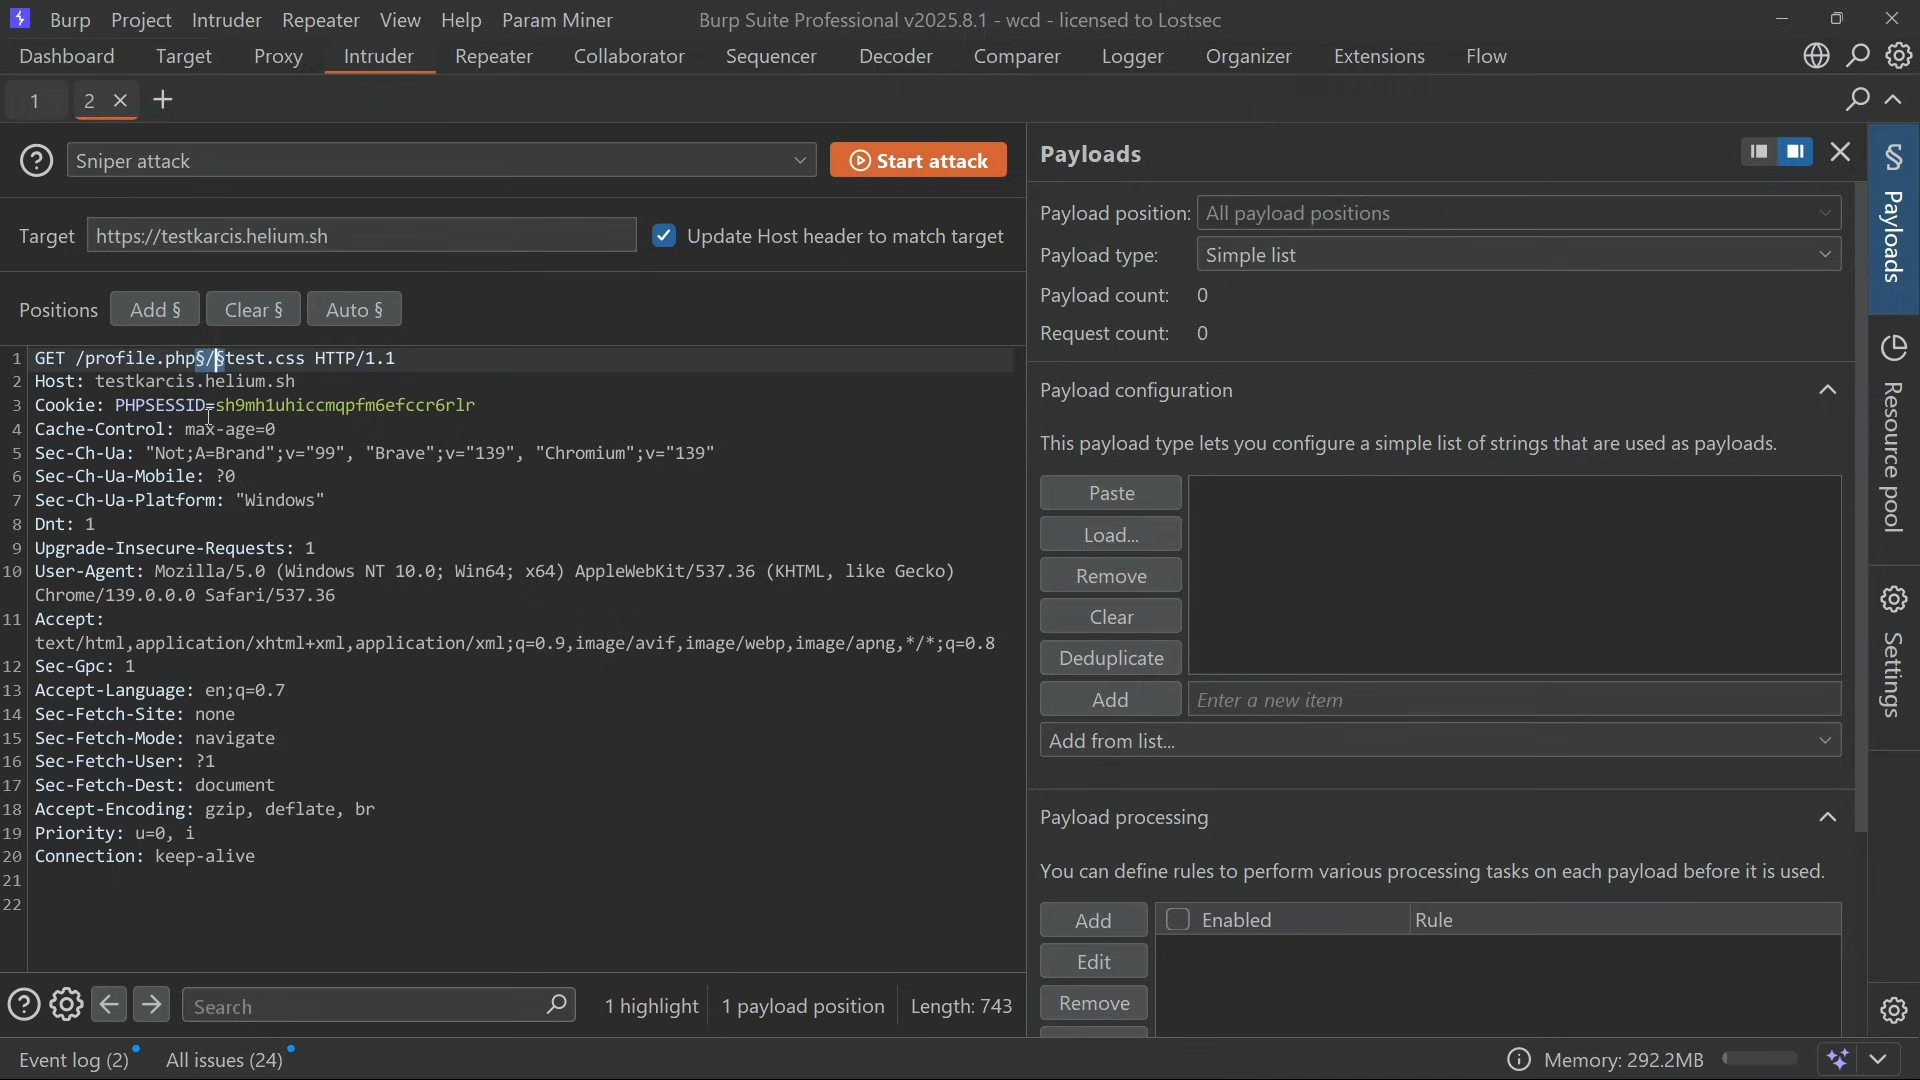 Burp Project Intruder Repeater View Help Param Miner Burp Suite Professional v2025.8.1 - wcd - licensed to Lostsec
Dashboard Target Proxy Intruder Repeater Collaborator Sequencer Decoder Comparer Logger Organizer Extensions Flow
1 2
Sniper attack Start attack
Target https://testkarcis.helium.sh Update Host header to match target
Positions Add § Clear § Auto §
1 GET /profile.php§/§test.css HTTP/1.1
2 Host: testkarcis.helium.sh
3 Cookie: PHPSESSID=sh9mh1uhiccmqpfm6efccr6rlr
4 Cache-Control: max-age=0
5 Sec-Ch-Ua: "Not;A=Brand";v="99", "Brave";v="139", "Chromium";v="139"
6 Sec-Ch-Ua-Mobile: ?0
7 Sec-Ch-Ua-Platform: "Windows"
8 Dnt: 1
9 Upgrade-Insecure-Requests: 1
10 User-Agent: Mozilla/5.0 (Windows NT 10.0; Win64; x64) AppleWebKit/537.36 (KHTML, like Gecko)
Chrome/139.0.0.0 Safari/537.36
11 Accept:
text/html,application/xhtml+xml,application/xml;q=0.9,image/avif,image/webp,image/apng,*/*;q=0.8
12 Sec-Gpc: 1
13 Accept-Language: en;q=0.7
14 Sec-Fetch-Site: none
15 Sec-Fetch-Mode: navigate
16 Sec-Fetch-User: ?1
17 Sec-Fetch-Dest: document
18 Accept-Encoding: gzip, deflate, br
19 Priority: u=0, i
20 Connection: keep-alive
21
22
Search 1 highlight 1 payload position Length: 743
Payloads
Payload position: All payload positions
Payload type: Simple list
Payload count: 0
Request count: 0
Payload configuration
This payload type lets you configure a simple list of strings that are used as payloads.
Paste
Load...
Remove
Clear
Deduplicate
Add Enter a new item
Add from list...
Payload processing
You can define rules to perform various processing tasks on each payload before it is used.
Add Enabled Rule
Edit
Remove
§ Payloads
Resource pool
Settings
Event log (2) All issues (24) Memory: 292.2MB